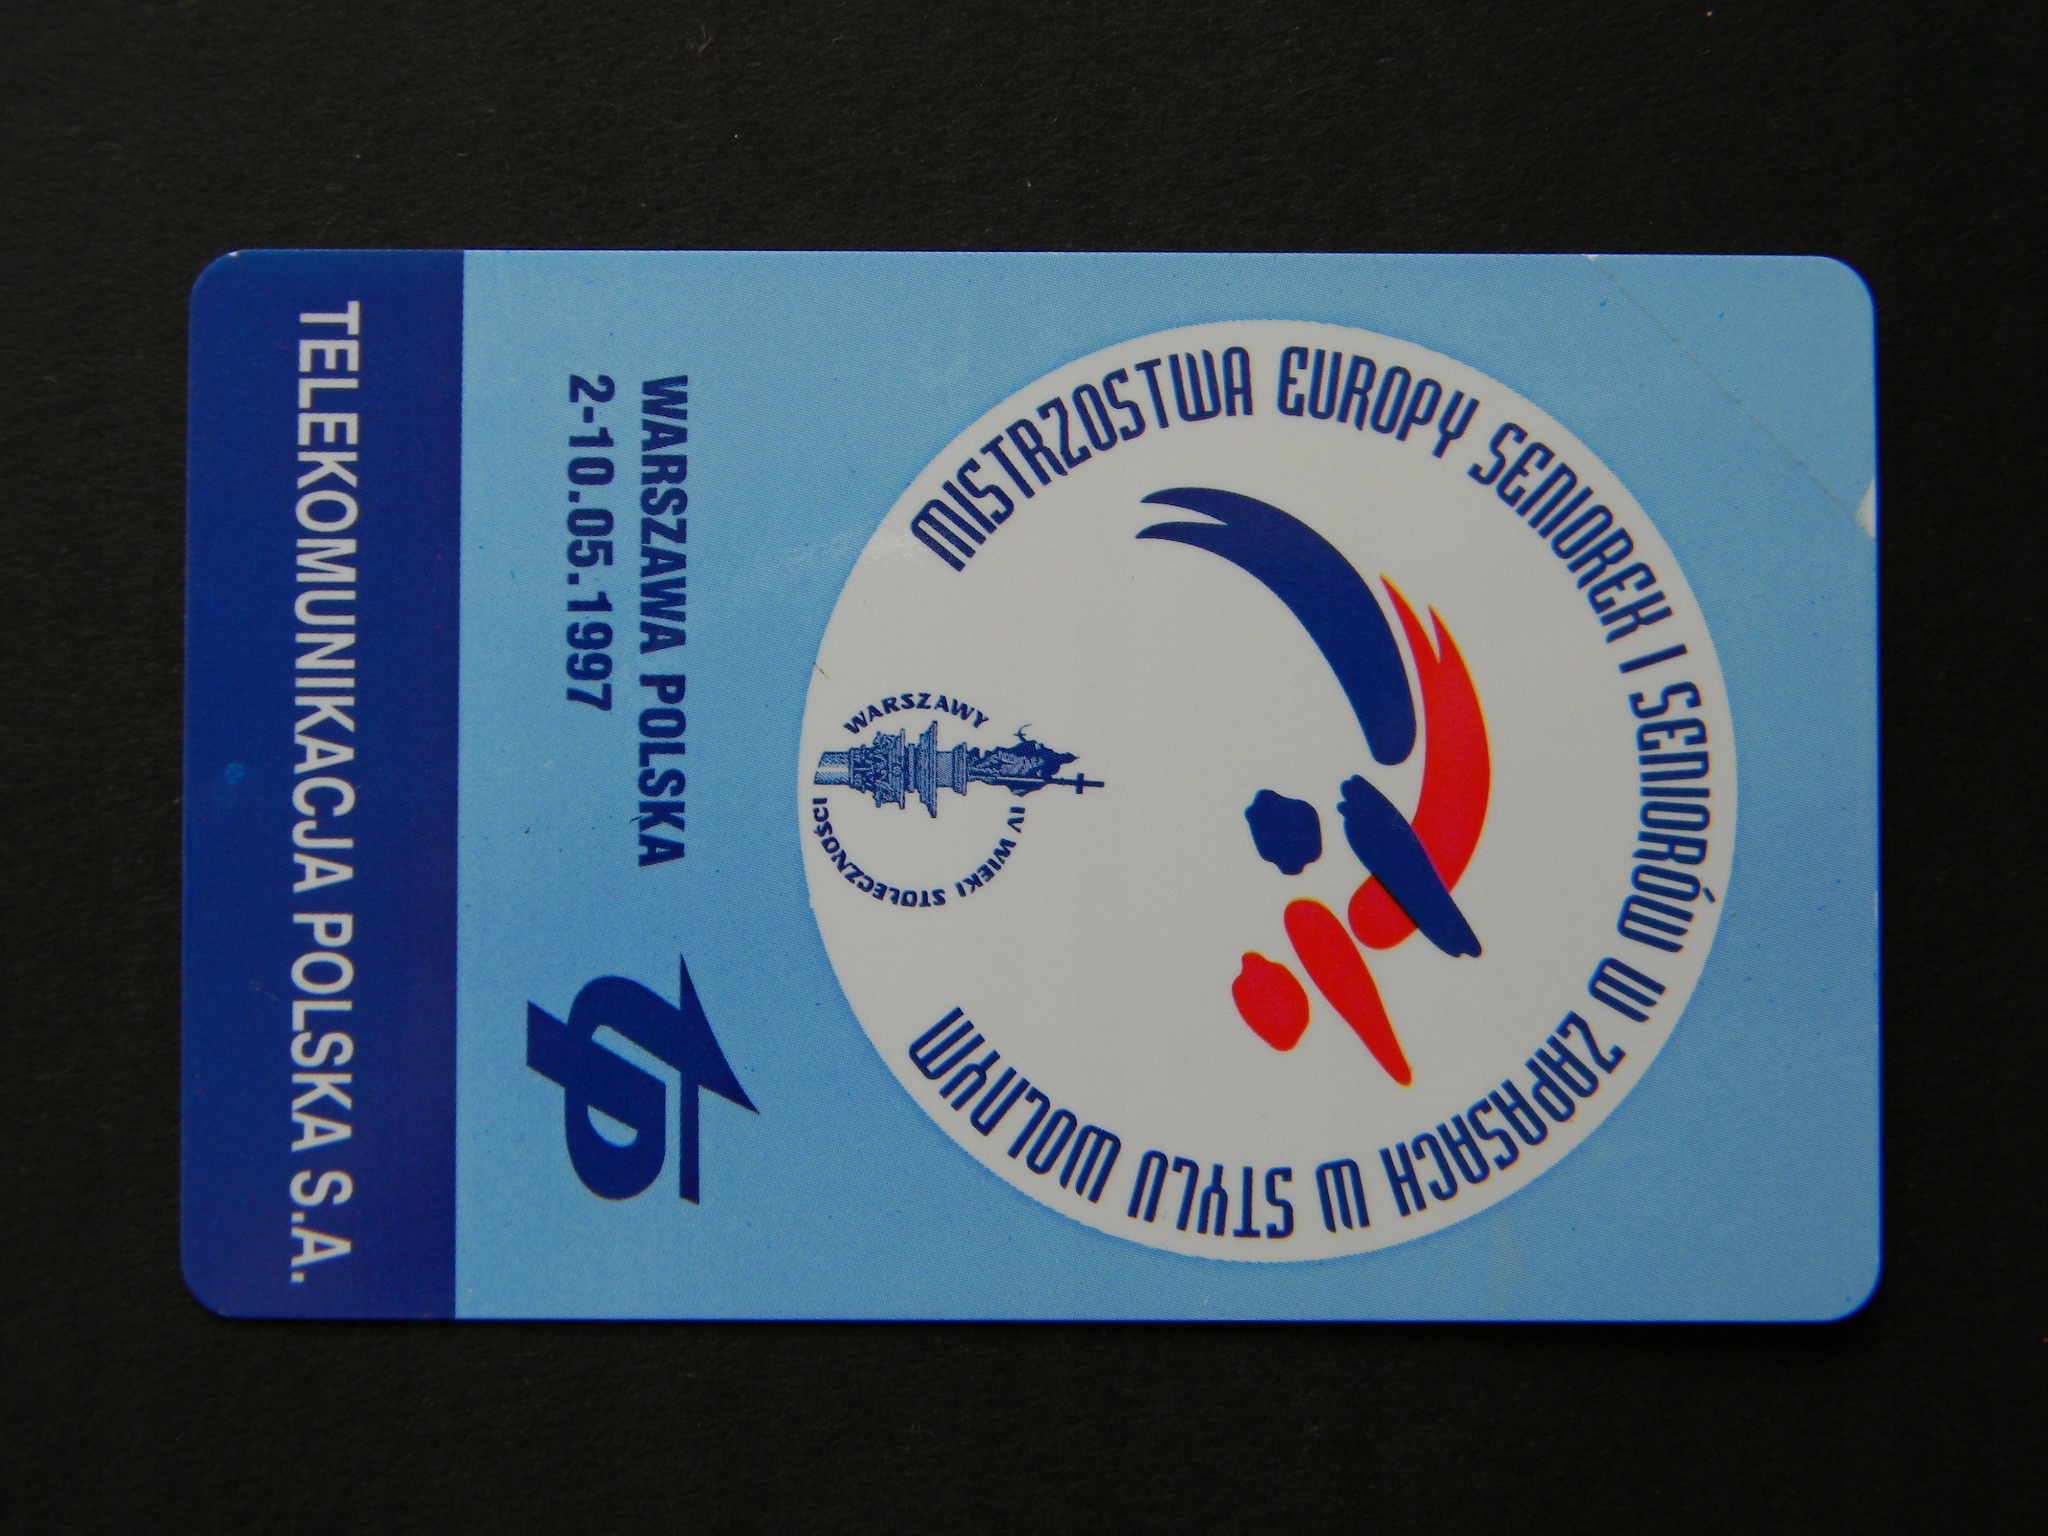 MISTRZOSTWA EUROPY SENIOREK I SENIORÓW W ZAPASACH W STYLU WOLNYM
WARSZAWY
IV WIEKI STOŁECZNOŚCI
WARSZAWA POLSKA
2-10.05.1997
tp
TELEKOMUNIKACJA POLSKA S.A.